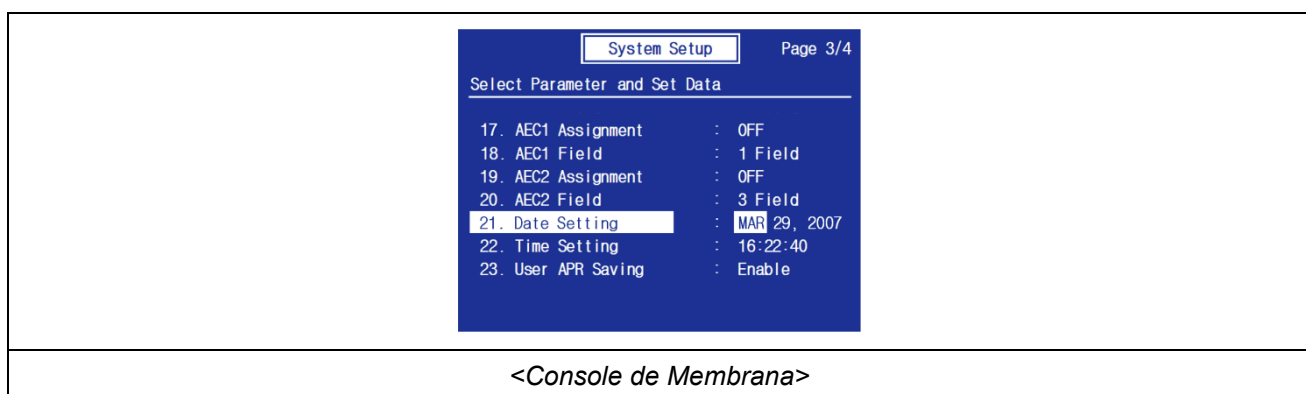 System Setup Page 3/4
Select Parameter and Set Data
17. AEC1 Assignment : OFF
18. AEC1 Field : 1 Field
19. AEC2 Assignment : OFF
20. AEC2 Field : 3 Field
21. Date Setting : MAR 29, 2007
22. Time Setting : 16:22:40
23. User APR Saving : Enable
<Console de Membrana>